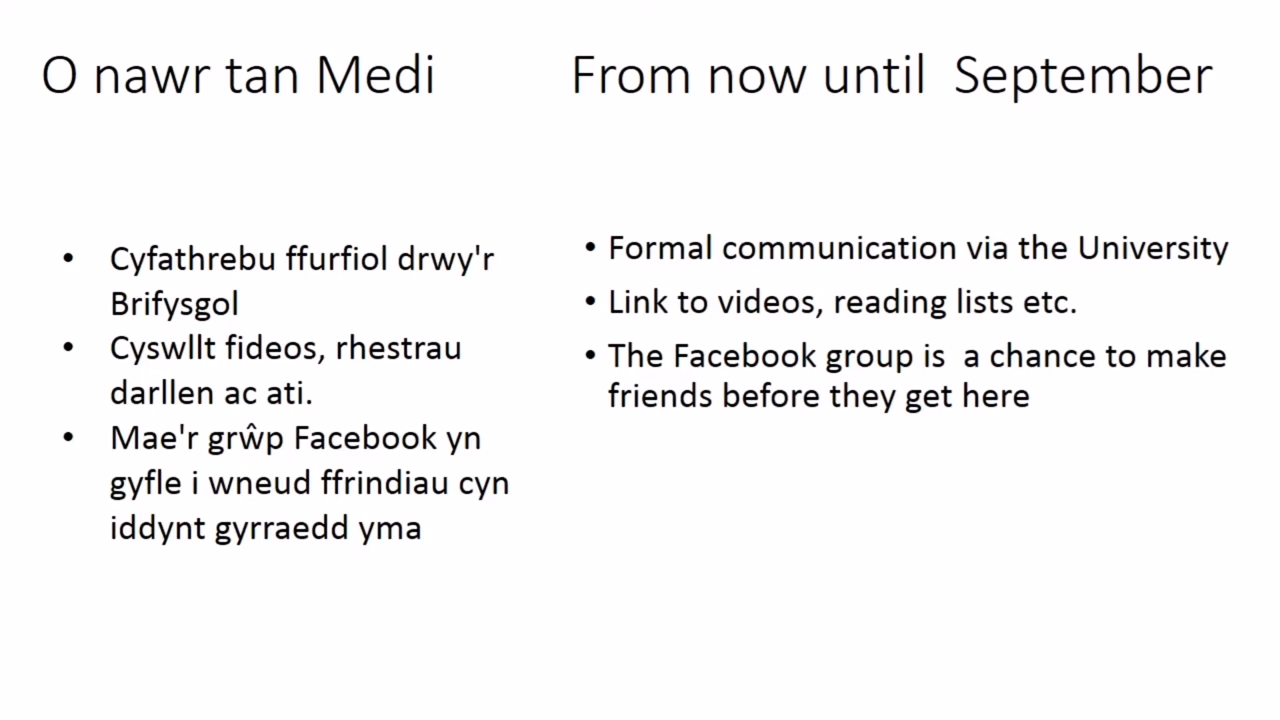 O nawr tan Medi
• Cyfathrebu ffurfiol drwy'r
Brifysgol
• Cyswllt fideos, rhestrau
darllen ac ati.
• Mae'r grŵp Facebook yn
gyfle i wneud ffrindiau cyn
iddynt gyrraedd yma
From now until  September
• Formal communication via the University
• Link to videos, reading lists etc.
• The Facebook group is  a chance to make
friends before they get here